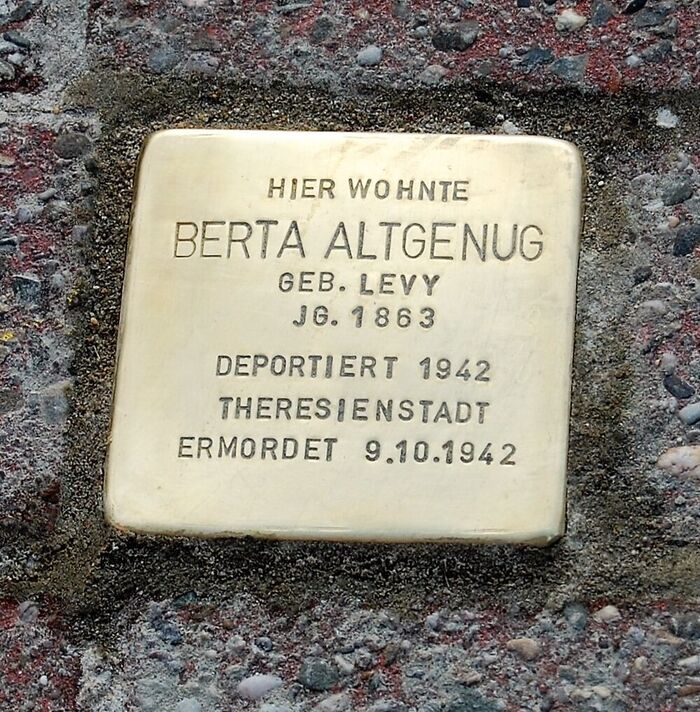 HIER WOHNTE
BERTA ALTGENUG
GEB. LEVY
JG. 1863
DEPORTIERT 1942
THERESIENSTADT
ERMORDET 9.10.1942